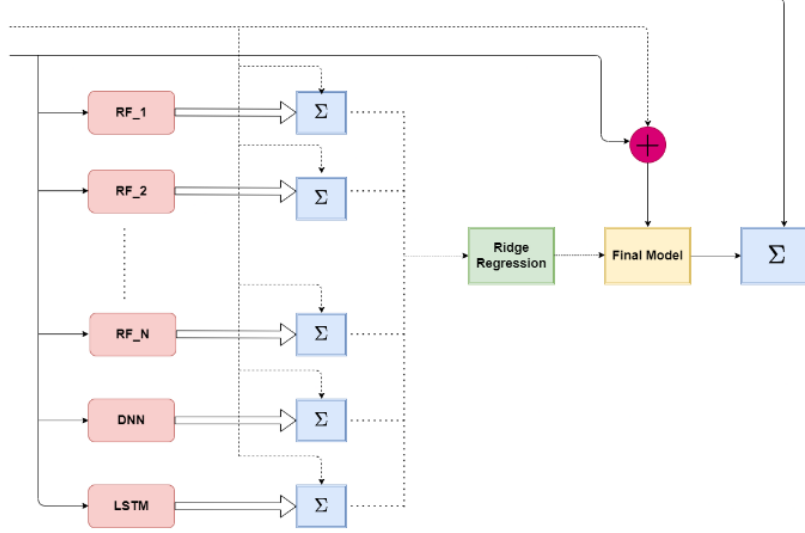 RF_1
Σ
RF_2
Σ
Ridge
Regression
Final Model
Σ
RF_N
Σ
DNN
Σ
LSTM
Σ